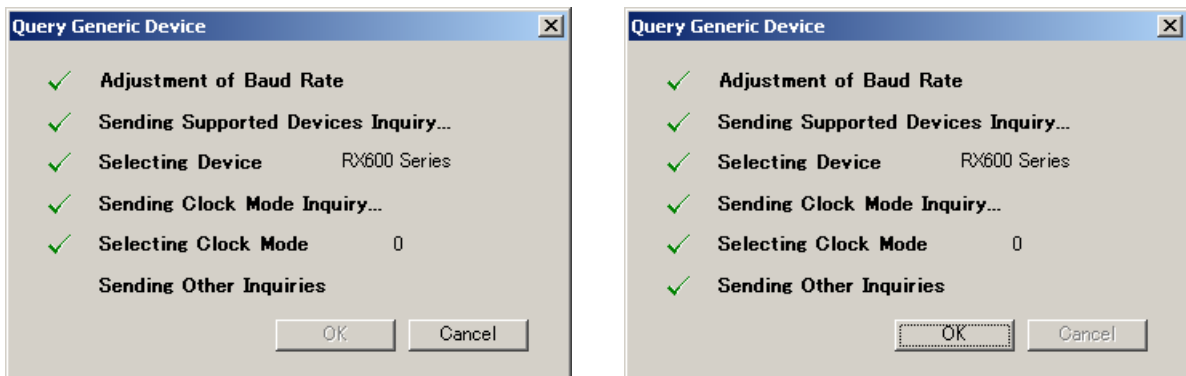 Query Generic Device
Adjustment of Baud Rate
Sending Supported Devices Inquiry...
Selecting Device RX600 Series
Sending Clock Mode Inquiry...
Selecting Clock Mode 0
Sending Other Inquiries
OK Cancel
Query Generic Device
Adjustment of Baud Rate
Sending Supported Devices Inquiry...
Selecting Device RX600 Series
Sending Clock Mode Inquiry...
Selecting Clock Mode 0
Sending Other Inquiries
OK Cancel